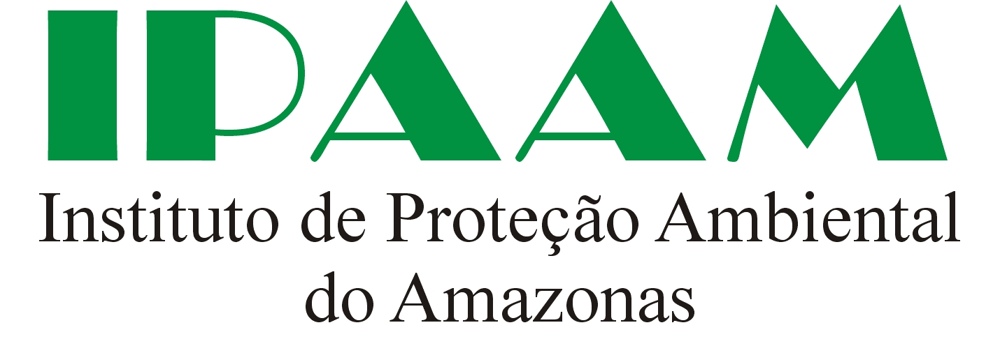 IPAAM
Instituto de Proteção Ambiental
do Amazonas